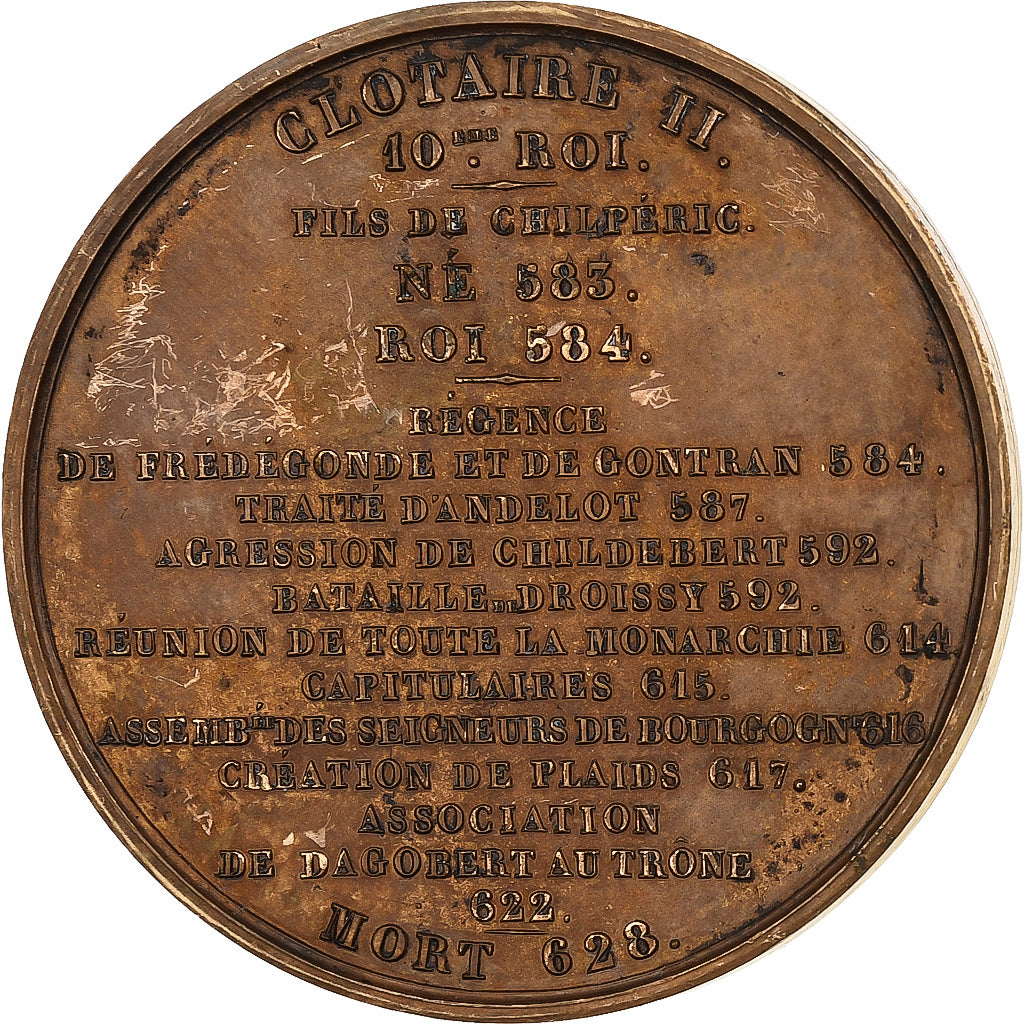 CLOTAIRE II.
10ÈME. ROI.
FILS DE CHILPÉRIC.
NÉ 583.
ROI 584.
RÉGENCE
DE FRÉDÉGONDE ET DE GONTRAN 584.
TRAITÉ D'ANDELOT 587.
AGRESSION DE CHILDEBERT 592.
BATAILLE DE DROISSY 592.
RÉUNION DE TOUTE LA MONARCHIE 614
CAPITULAIRES 615.
ASSEMBÉE DES SEIGNEURS DE BOURGOGNE 616
CRÉATION DE PLAIDS 617.
ASSOCIATION
DE DAGOBERT AU TRÔNE
622.
MORT 628.